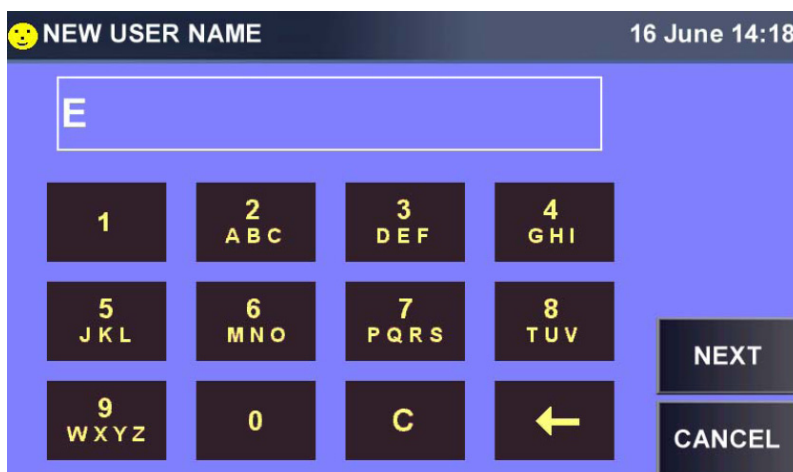 NEW USER NAME 16 June 14:18
E
1 2 3 4
ABC DEF GHI
5 6 7 8
JKL MNO PQRS TUV
NEXT
9 0 C
WXYZ
CANCEL